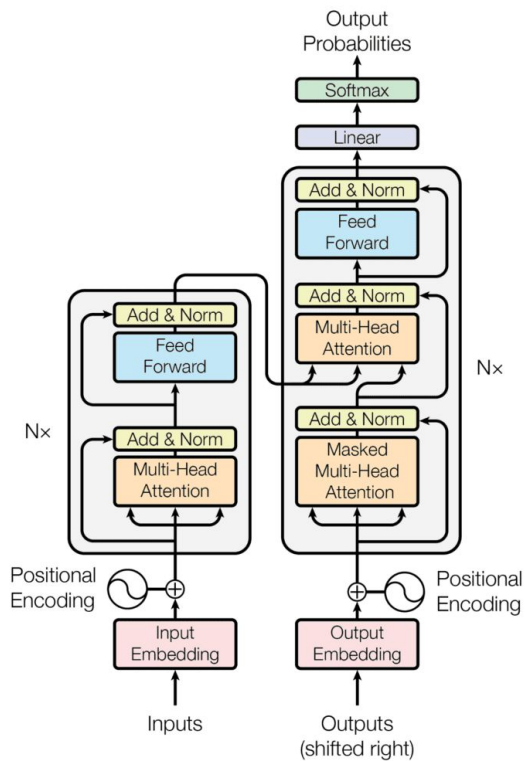 Output
Probabilities
Softmax
Linear
Add & Norm
Feed
Forward
Add & Norm
Multi-Head
Attention
Add & Norm
Masked
Multi-Head
Attention
N×
Add & Norm
Feed
Forward
Add & Norm
Multi-Head
Attention
N×
Positional
Encoding
Positional
Encoding
Input
Embedding
Output
Embedding
Inputs
Outputs
(shifted right)